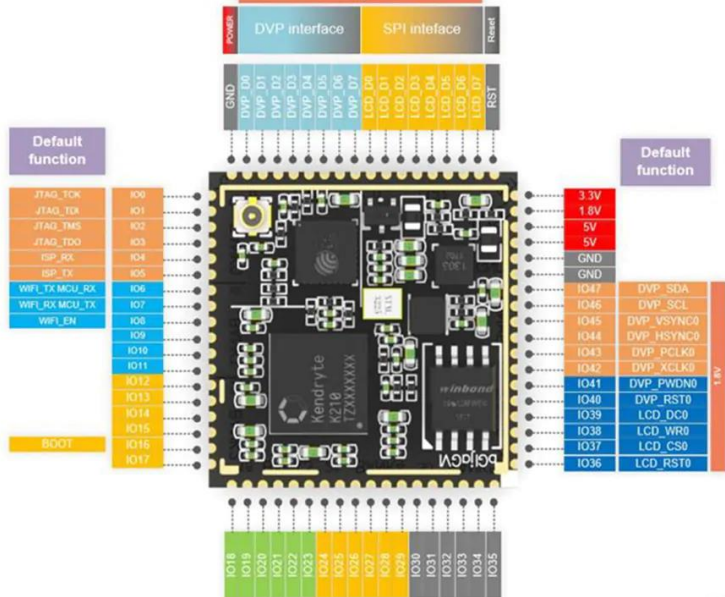 POWER
DVP interface
SPI inteface
Reset
GND
DVP_D0
DVP_D1
DVP_D2
DVP_D3
DVP_D4
DVP_D5
DVP_D6
DVP_D7
LCD_D0
LCD_D1
LCD_D2
LCD_D3
LCD_D4
LCD_D5
LCD_D6
LCD_D7
RST
Default
function
JTAG_TCK IO0
JTAG_TDI IO1
JTAG_TMS IO2
JTAG_TDO IO3
ISP_RX IO4
ISP_TX IO5
WIFI_TX MCU_RX IO6
WIFI_RX MCU_TX IO7
WIFI_EN IO8
IO9
IO10
IO11
IO12
IO13
IO14
IO15
BOOT IO16
IO17
Kendryte
K210
TZXXXXXXX
winbond
Default
function
3.3V
1.8V
5V
5V
GND
GND
IO47 DVP_SDA
IO46 DVP_SCL
IO45 DVP_VSYNC0
IO44 DVP_HSYNC0
IO43 DVP_PCLK0
IO42 DVP_XCLK0
IO41 DVP_PWDN0
IO40 DVP_RST0
IO39 LCD_DC0
IO38 LCD_WR0
IO37 LCD_CS0
IO36 LCD_RST0
1.8V
IO18
IO19
IO20
IO21
IO22
IO23
IO24
IO25
IO26
IO27
IO28
IO29
IO30
IO31
IO32
IO33
IO34
IO35